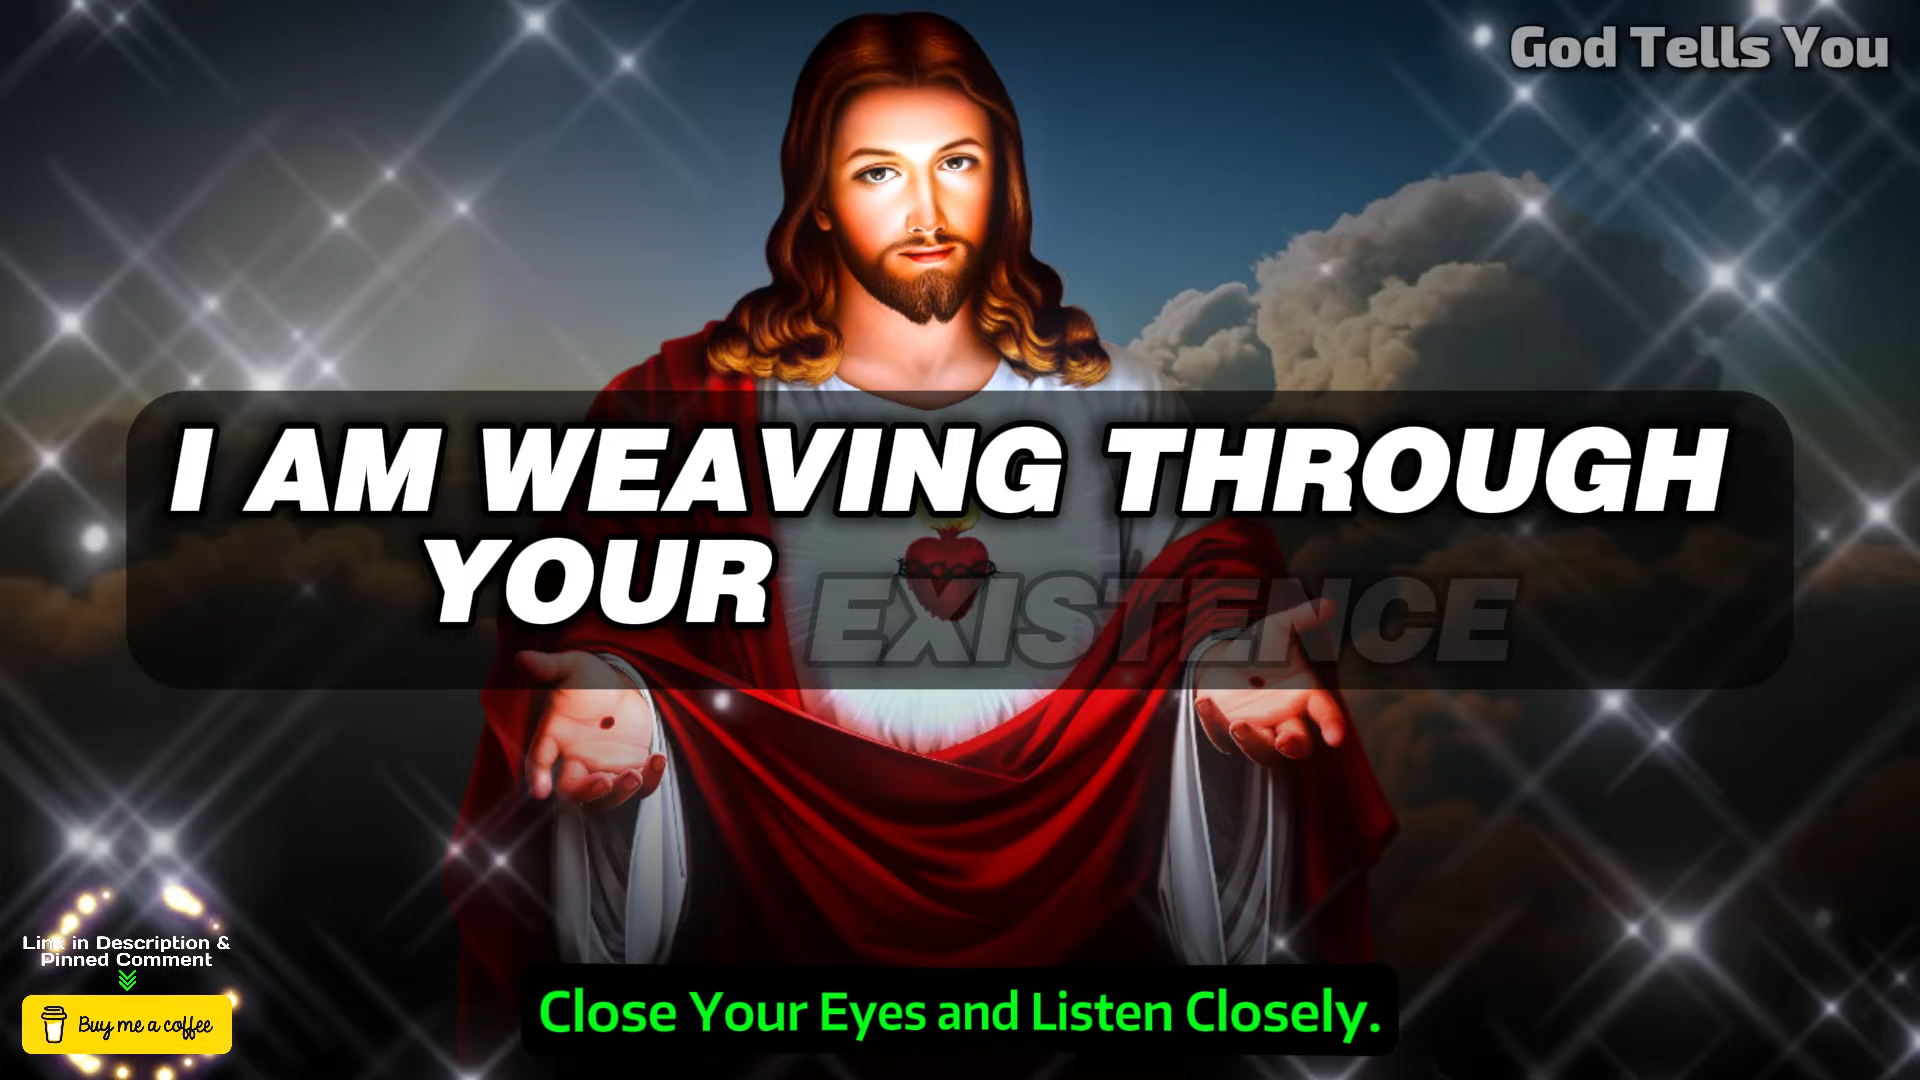 God Tells You
I AM WEAVING THROUGH
YOUR EXISTENCE
Link in Description &
Pinned Comment
Buy me a coffee
Close Your Eyes and Listen Closely.